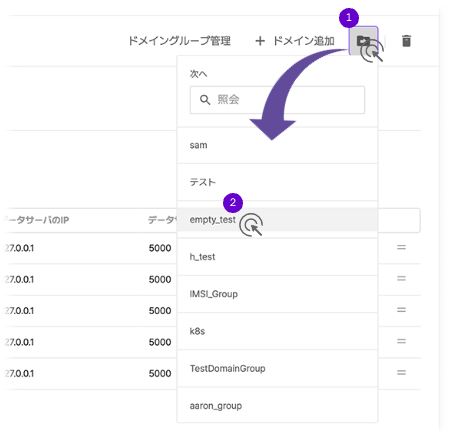 1
ドメイングループ管理 + ドメイン追加
次へ
照会
sam
テスト
2
empty_test
ータサーバのIP データ
27.0.0.1 5000
h_test
27.0.0.1 5000
IMSI_Group
27.0.0.1 5000
k8s
27.0.0.1 5000
TestDomainGroup
27.0.0.1 5000
aaron_group